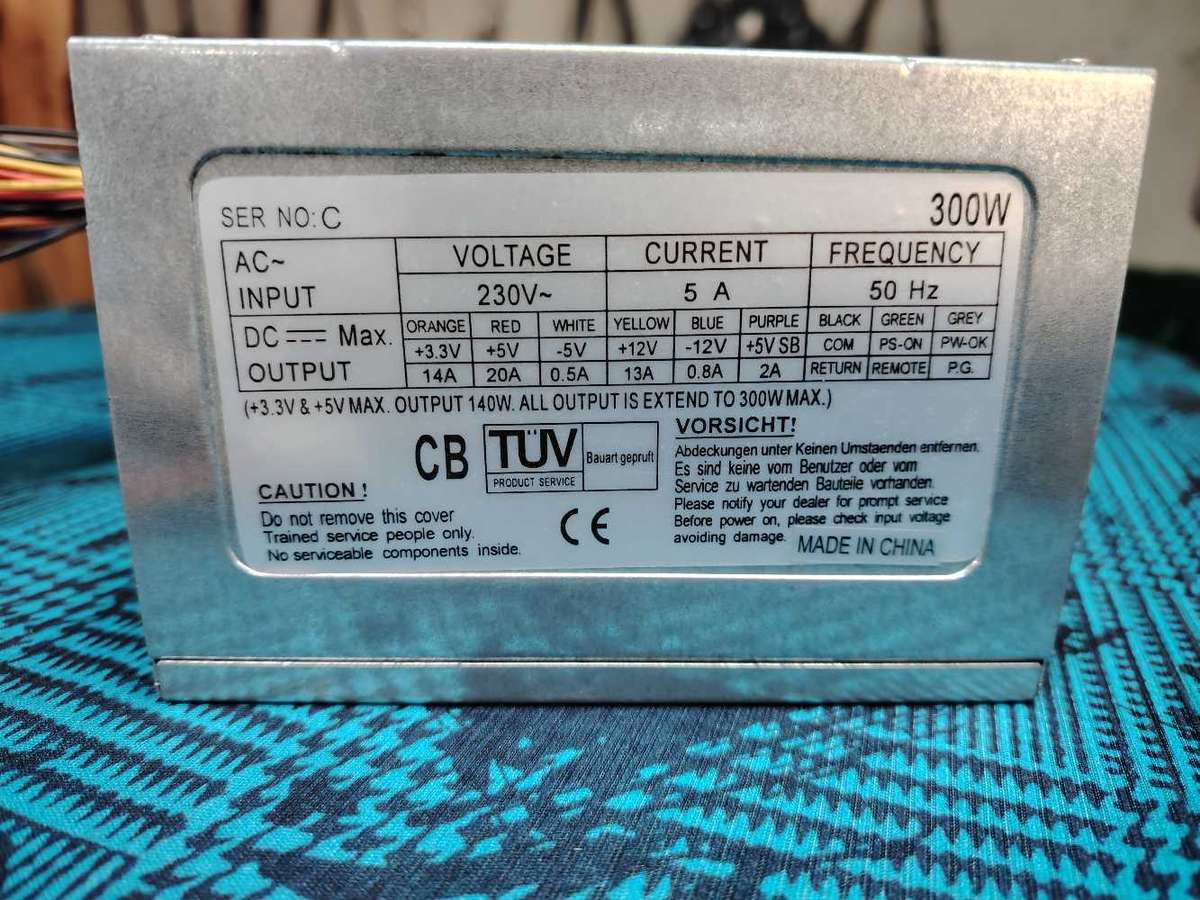 SER NO: C 300W
AC~ INPUT VOLTAGE CURRENT FREQUENCY
230V~ 5 A 50 Hz
DC Max. OUTPUT ORANGE RED WHITE YELLOW BLUE PURPLE BLACK GREEN GREY
+3.3V +5V -5V +12V -12V +5V SB COM PS-ON PW-OK
14A 20A 0.5A 13A 0.8A 2A RETURN REMOTE P.G.
(+3.3V & +5V MAX. OUTPUT 140W. ALL OUTPUT IS EXTEND TO 300W MAX.)
CAUTION !
Do not remove this cover
Trained service people only.
No serviceable components inside.
CB
TÜV
PRODUCT SERVICE
Bauart gepruft
CE
VORSICHT!
Abdeckungen unter Keinen Umstaenden entfernen.
Es sind keine vom Benutzer oder vom
Service zu wartenden Bauteile vorhanden.
Please notify your dealer for prompt service
Before power on, please check input voltage
avoiding damage.
MADE IN CHINA